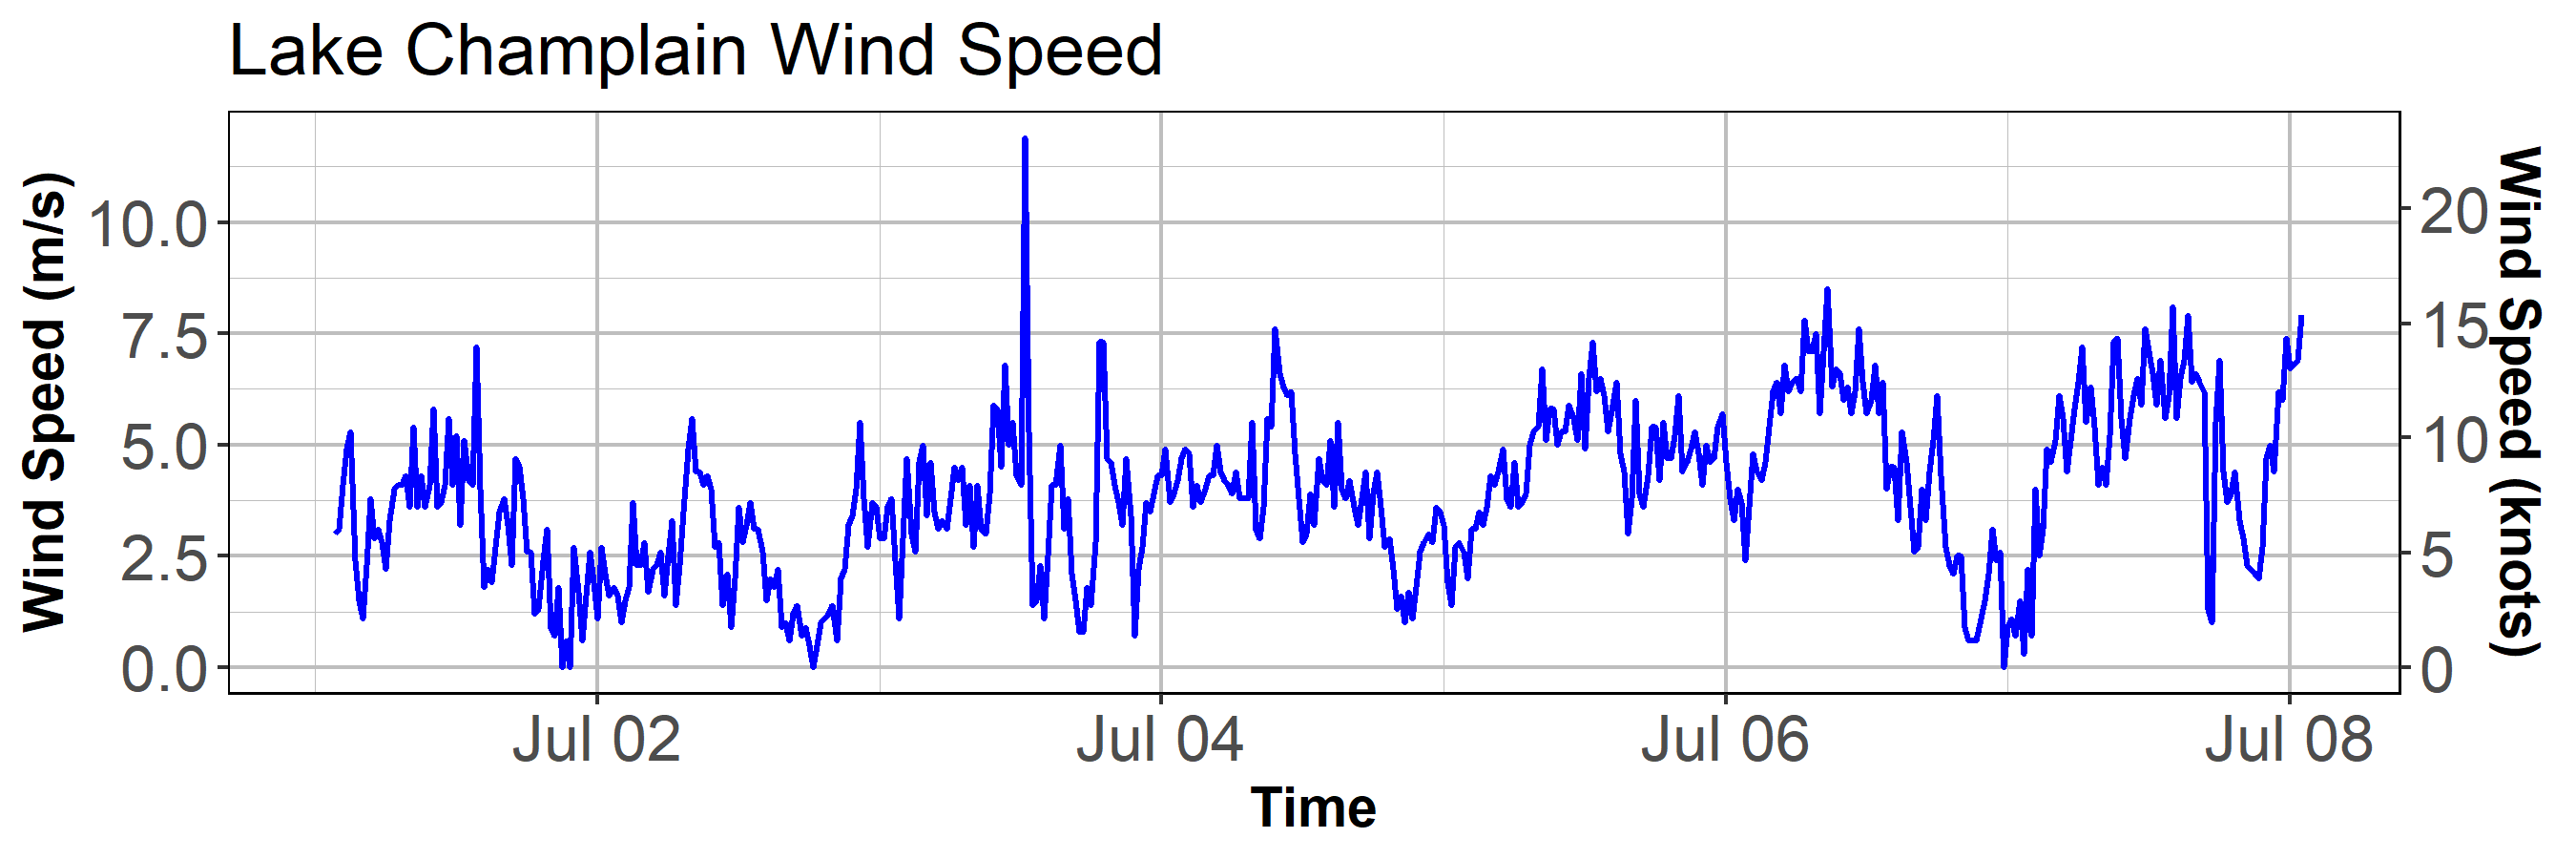 Lake Champlain Wind Speed
Wind Speed (m/s)
10.0
7.5
5.0
2.5
0.0
20
15
10
5
0
Wind Speed (knots)
Jul 02
Jul 04
Jul 06
Jul 08
Time